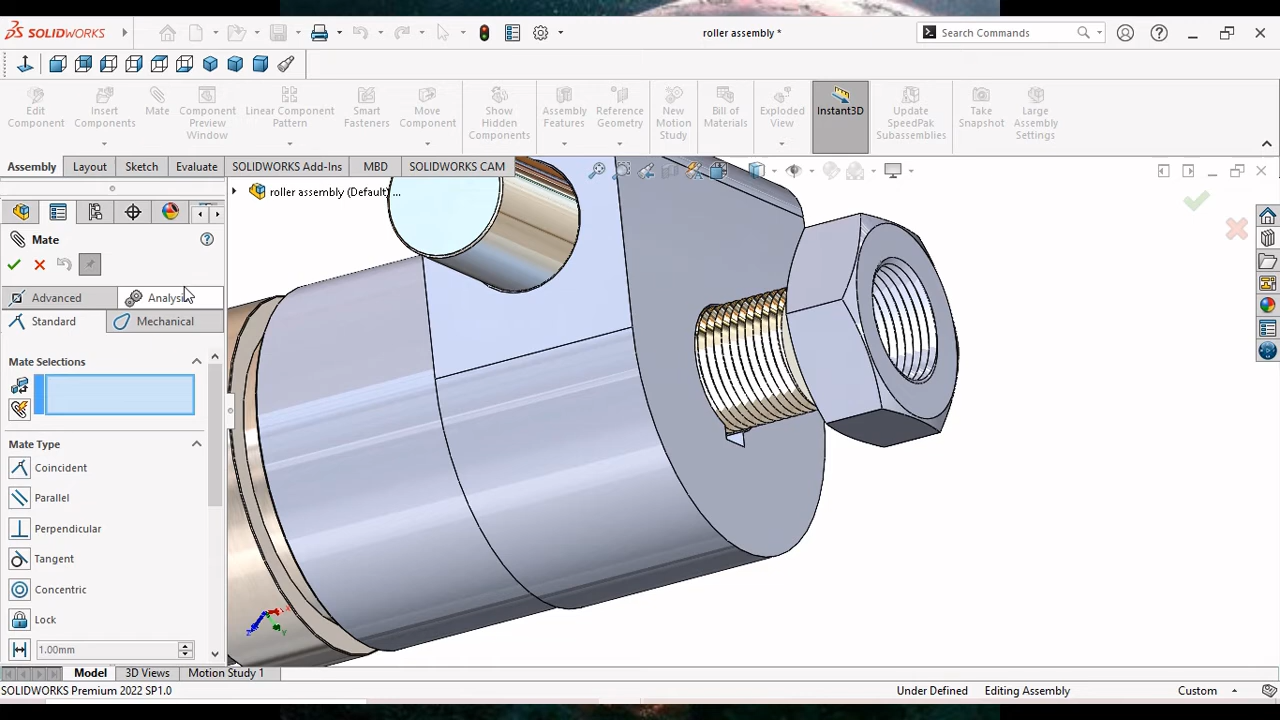 SOLIDWORKS
roller assembly *
Search Commands
Edit Component
Insert Components
Mate
Component Preview Window
Linear Component Pattern
Smart Fasteners
Move Component
Show Hidden Components
Assembly Features
Reference Geometry
New Motion Study
Bill of Materials
Exploded View
Instant3D
Update SpeedPak Subassemblies
Take Snapshot
Large Assembly Settings
Assembly
Layout
Sketch
Evaluate
SOLIDWORKS Add-Ins
MBD
SOLIDWORKS CAM
roller assembly (Default) ...
Mate
Advanced
Analysis
Standard
Mechanical
Mate Selections
Mate Type
Coincident
Parallel
Perpendicular
Tangent
Concentric
Lock
1.00mm
Model
3D Views
Motion Study 1
SOLIDWORKS Premium 2022 SP1.0
Under Defined
Editing Assembly
Custom